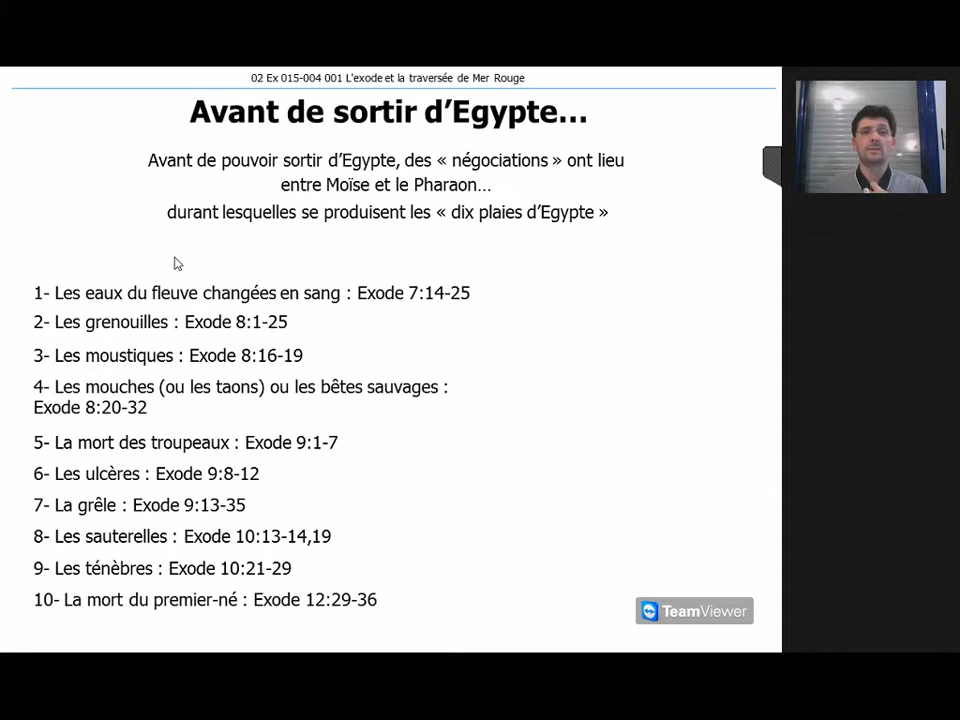 02 Ex 015-004 001 L'exode et la traversée de Mer Rouge
Avant de sortir d’Egypte…
Avant de pouvoir sortir d’Egypte, des « négociations » ont lieu
entre Moïse et le Pharaon…
durant lesquelles se produisent les « dix plaies d’Egypte »
1- Les eaux du fleuve changées en sang : Exode 7:14-25
2- Les grenouilles : Exode 8:1-25
3- Les moustiques : Exode 8:16-19
4- Les mouches (ou les taons) ou les bêtes sauvages :
Exode 8:20-32
5- La mort des troupeaux : Exode 9:1-7
6- Les ulcères : Exode 9:8-12
7- La grêle : Exode 9:13-35
8- Les sauterelles : Exode 10:13-14,19
9- Les ténèbres : Exode 10:21-29
10- La mort du premier-né : Exode 12:29-36
TeamViewer